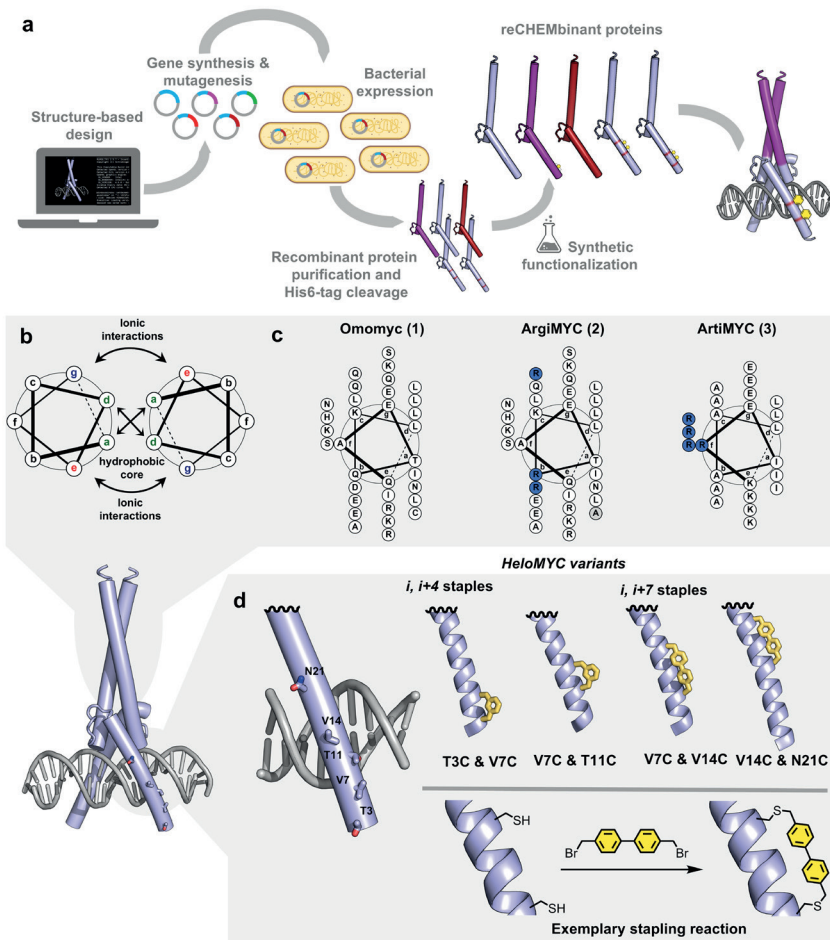 a
reCHEMbinant proteins
Gene synthesis &
mutagenesis
Bacterial
expression
Structure-based
design
Recombinant protein
purification and
His6-tag cleavage
Synthetic
functionalization
b
Ionic
interactions
g
e
c
d
a
b
f
f
b
a
d
c
e
g
hydrophobic
core
Ionic
interactions
c
Omomyc (1)
S
K
Q
E
E
Q
Q
L
K
L
L
L
L
L
N
H
K
S
A
T
I
N
L
C
Q
D
E
E
A
Q
I
R
K
R
g
c
d
f
a
b
e
ArgiMYC (2)
S
K
Q
E
E
R
Q
L
K
L
L
L
L
L
N
H
K
S
A
T
I
N
L
A
R
R
E
E
A
Q
I
R
K
R
g
c
d
f
a
b
e
ArtiMYC (3)
E
E
E
E
A
A
A
A
L
L
L
L
R
R
R
R
I
I
I
A
A
A
A
K
K
K
K
g
c
d
f
a
b
e
HeloMYC variants
d
i, i+4 staples
i, i+7 staples
N21
V14
T11
V7
T3
T3C & V7C
V7C & T11C
V7C & V14C
V14C & N21C
SH
SH
Br
Br
S
S
Exemplary stapling reaction